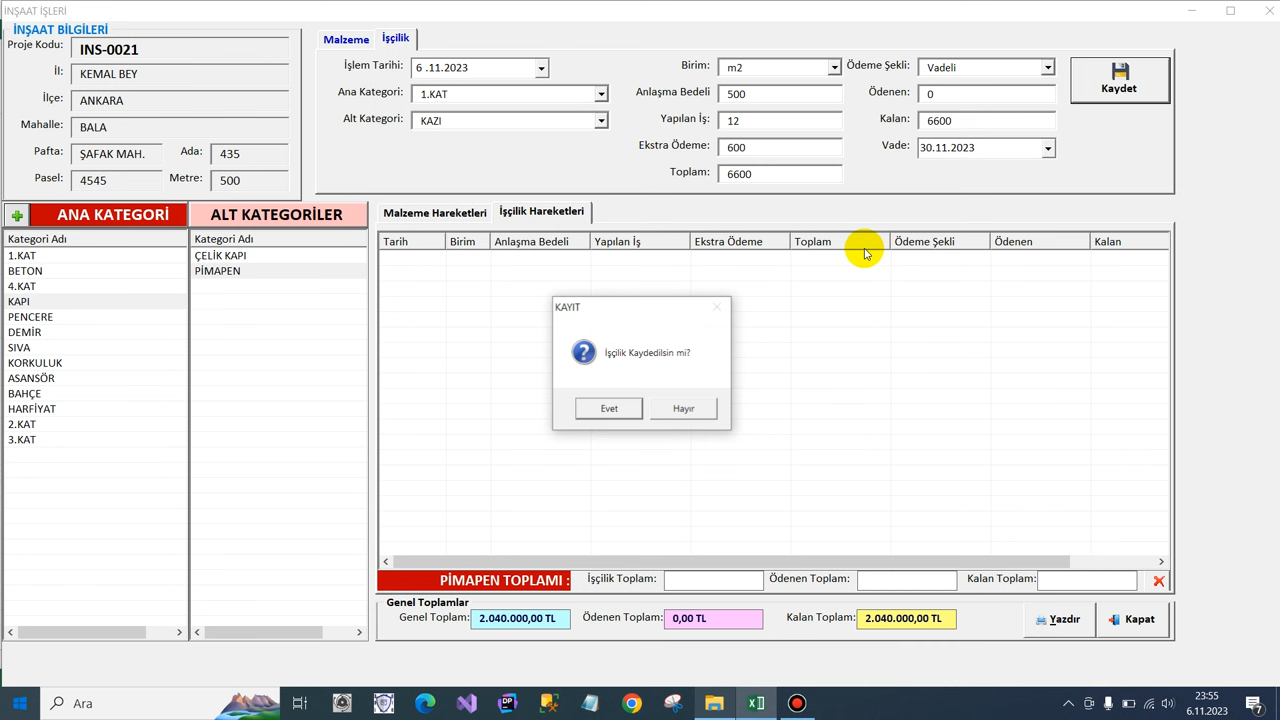 İNŞAAT İŞLERİ
İNŞAAT BİLGİLERİ
Proje Kodu: INS-0021
İl: KEMAL BEY
İlçe: ANKARA
Mahalle: BALA
Pafta: ŞAFAK MAH. Ada: 435
Pasel: 4545 Metre: 500
Malzeme İşçilik
İşlem Tarihi: 6 .11.2023 Birim: m2 Ödeme Şekli: Vadeli
Ana Kategori: 1.KAT Anlaşma Bedeli 500 Ödenen: 0
Alt Kategori: KAZI Yapılan İş: 12 Kalan: 6600
Ekstra Ödeme: 600 Vade: 30.11.2023
Toplam: 6600
Kaydet
ANA KATEGORİ ALT KATEGORİLER
Kategori Adı Kategori Adı
1.KAT ÇELİK KAPI
BETON PİMAPEN
4.KAT
KAPI
PENCERE
DEMİR
SIVA
KORKULUK
ASANSÖR
BAHÇE
HARFİYAT
2.KAT
3.KAT
Malzeme Hareketleri İşçilik Hareketleri
Tarih Birim Anlaşma Bedeli Yapılan İş Ekstra Ödeme Toplam Ödeme Şekli Ödenen Kalan
KAYIT
İşçilik Kaydedilsin mi?
Evet Hayır
PİMAPEN TOPLAMI : İşçilik Toplam: Ödenen Toplam: Kalan Toplam:
Genel Toplamlar
Genel Toplam: 2.040.000,00 TL Ödenen Toplam: 0,00 TL Kalan Toplam: 2.040.000,00 TL Yazdır Kapat
Ara
23:55
6.11.2023
7